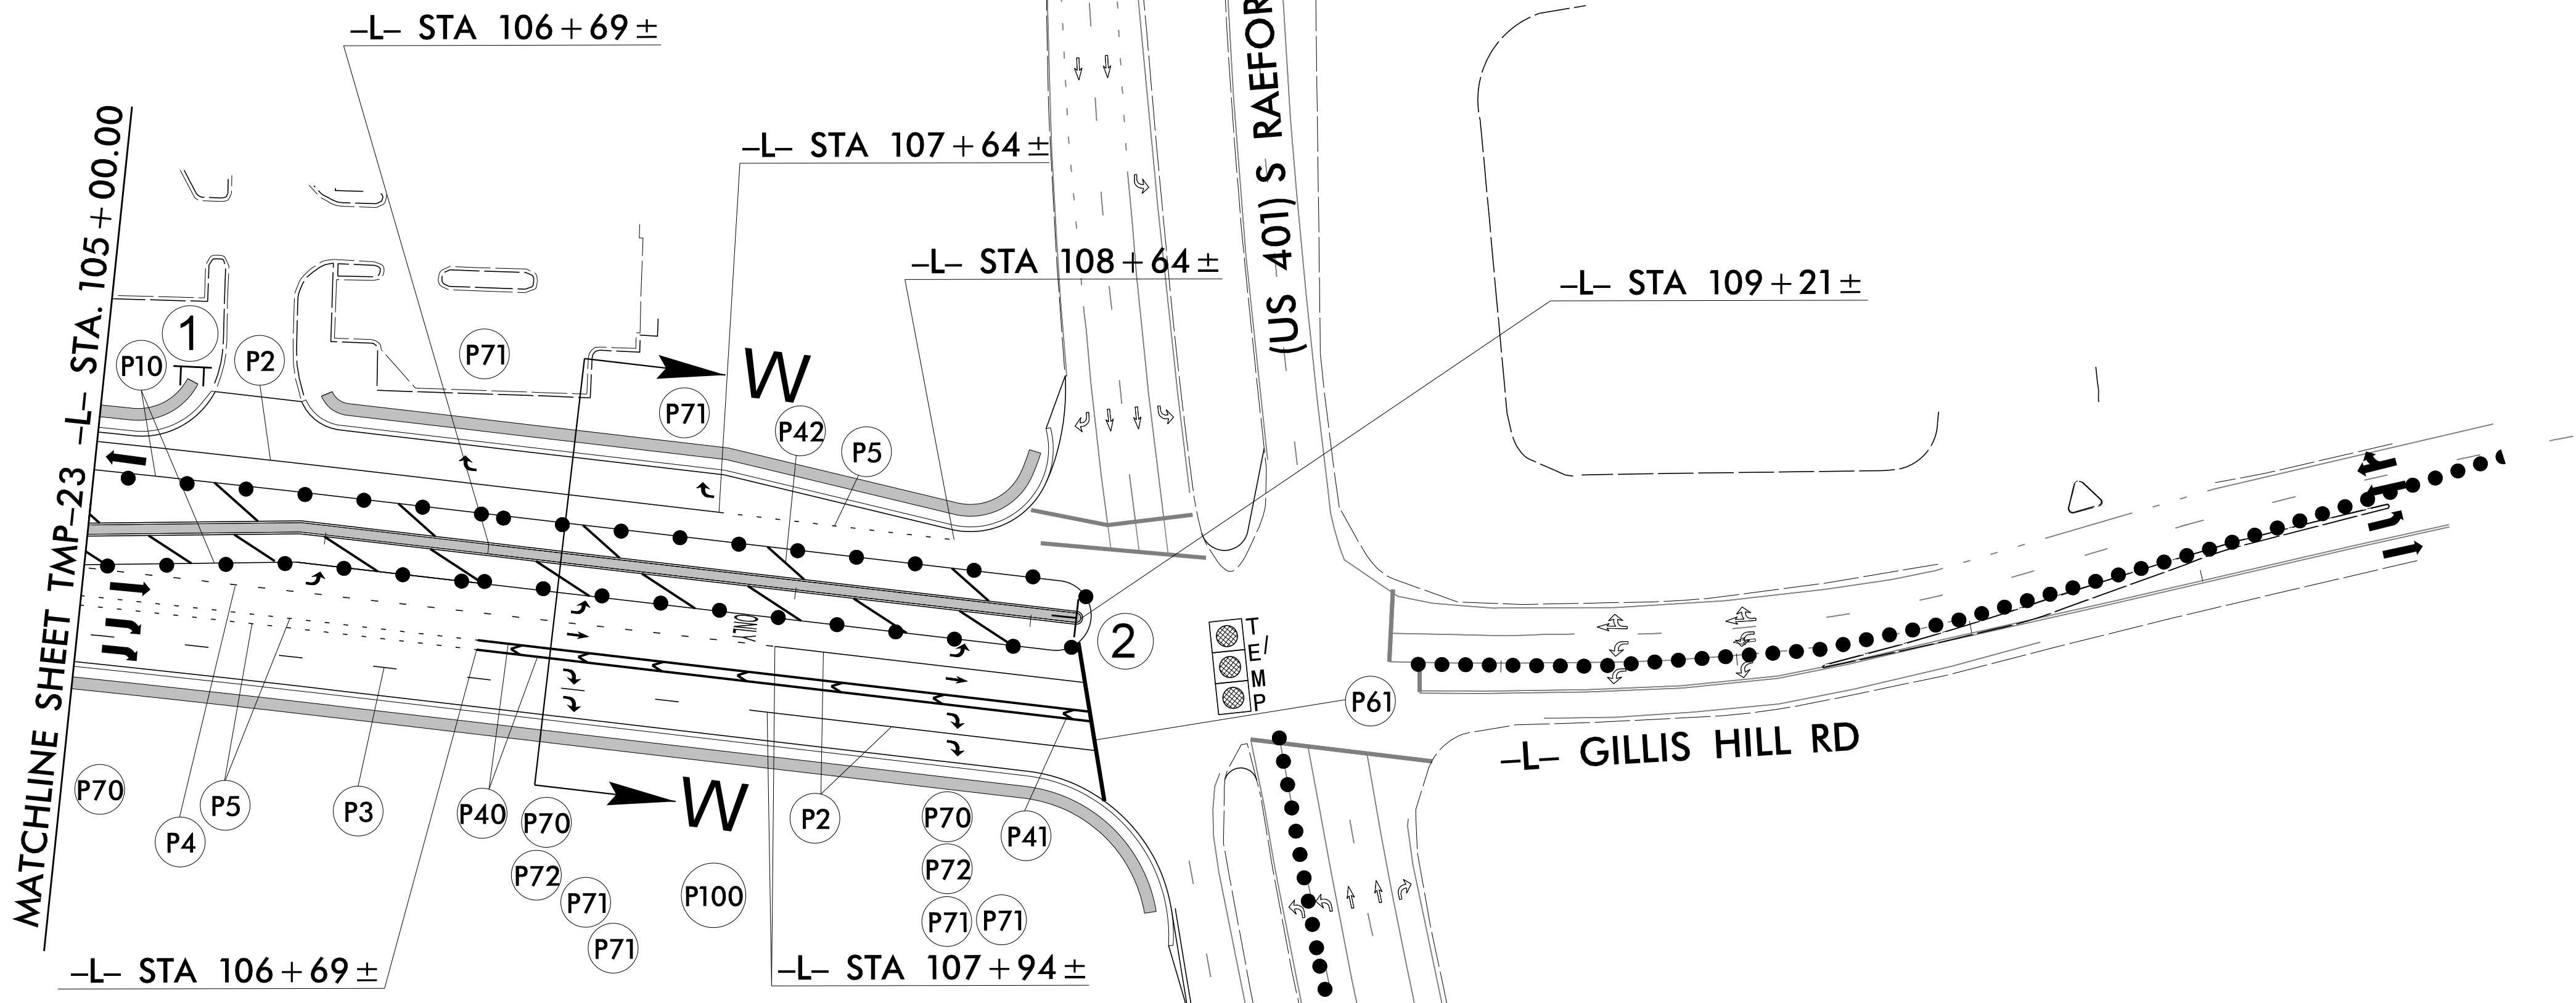 -L- STA 106+69±
-L- STA 107+64±
-L- STA 108+64±
-L- STA 109+21±
(US 401) S RAEFOR
MATCHLINE SHEET TMP-23 -L- STA. 105+00.00
1
P10
P2
P71
W
P71
P42
P5
2
ONLY
T
E/
M
P
P61
-L- GILLIS HILL RD
P70
P4
P5
P3
P40
P70
P72
P71
P71
W
P100
P2
P70
P72
P71
P71
P41
-L- STA 106+69±
-L- STA 107+94±